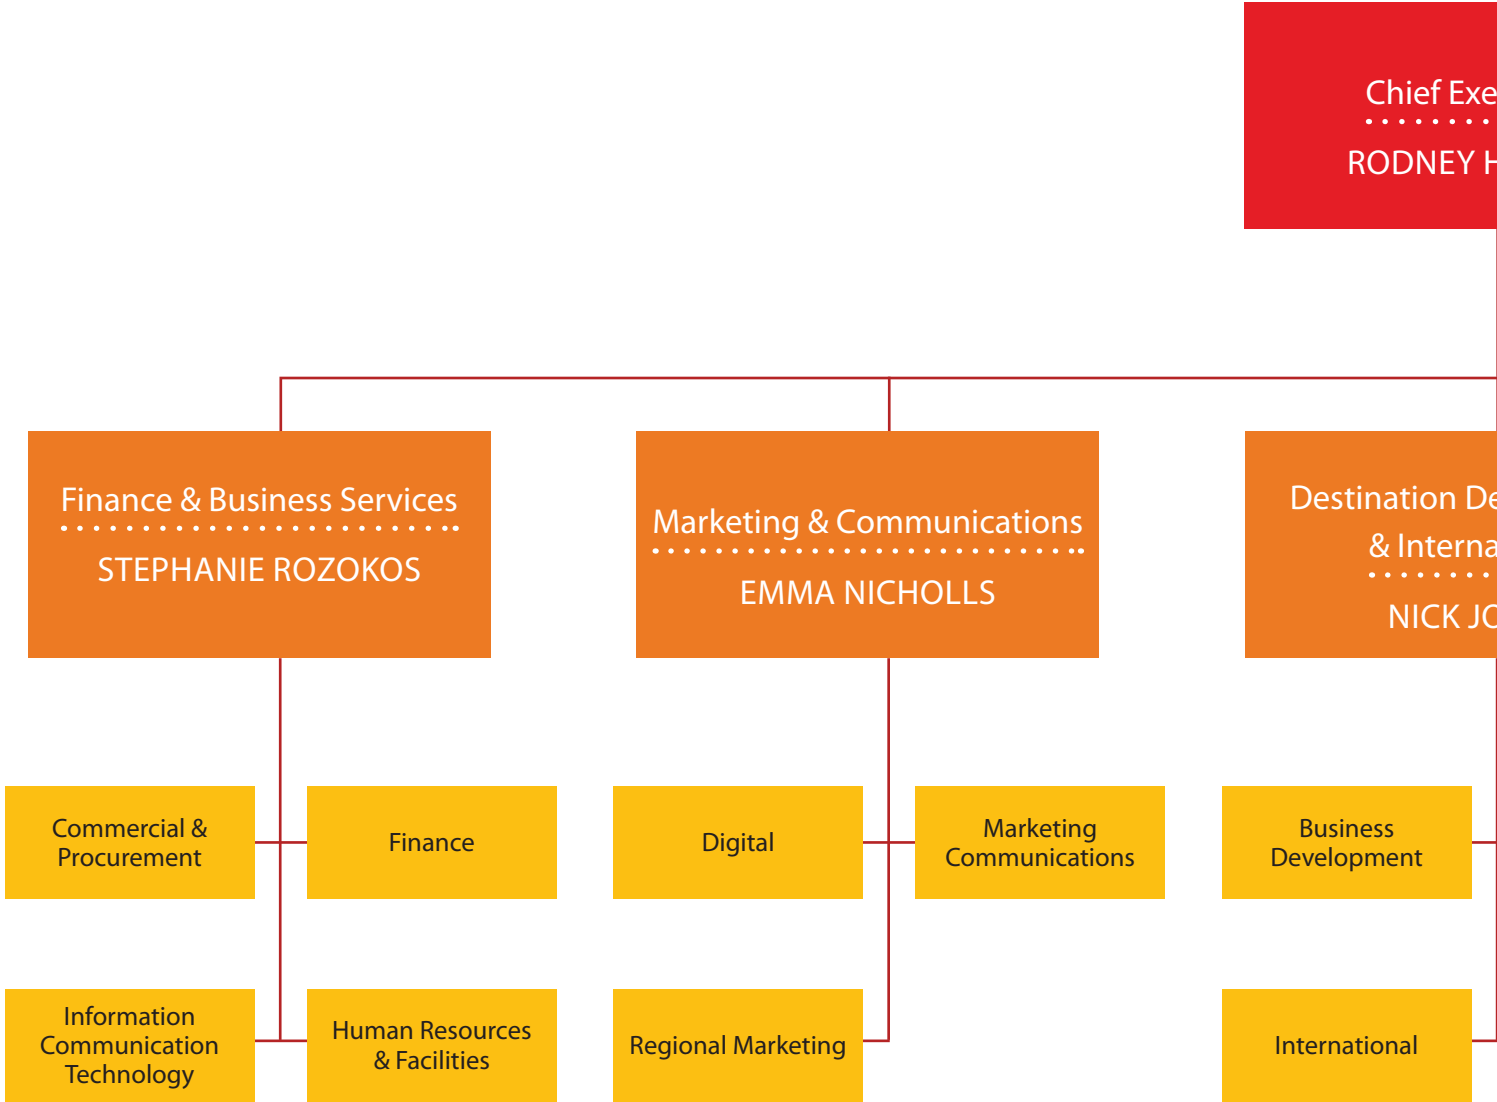 Chief Exe
RODNEY H
Finance & Business Services
STEPHANIE ROZOKOS
Marketing & Communications
EMMA NICHOLLS
Destination De
& Interna
NICK JO
Commercial &
Procurement
Finance
Digital
Marketing
Communications
Business
Development
Information
Communication
Technology
Human Resources
& Facilities
Regional Marketing
International